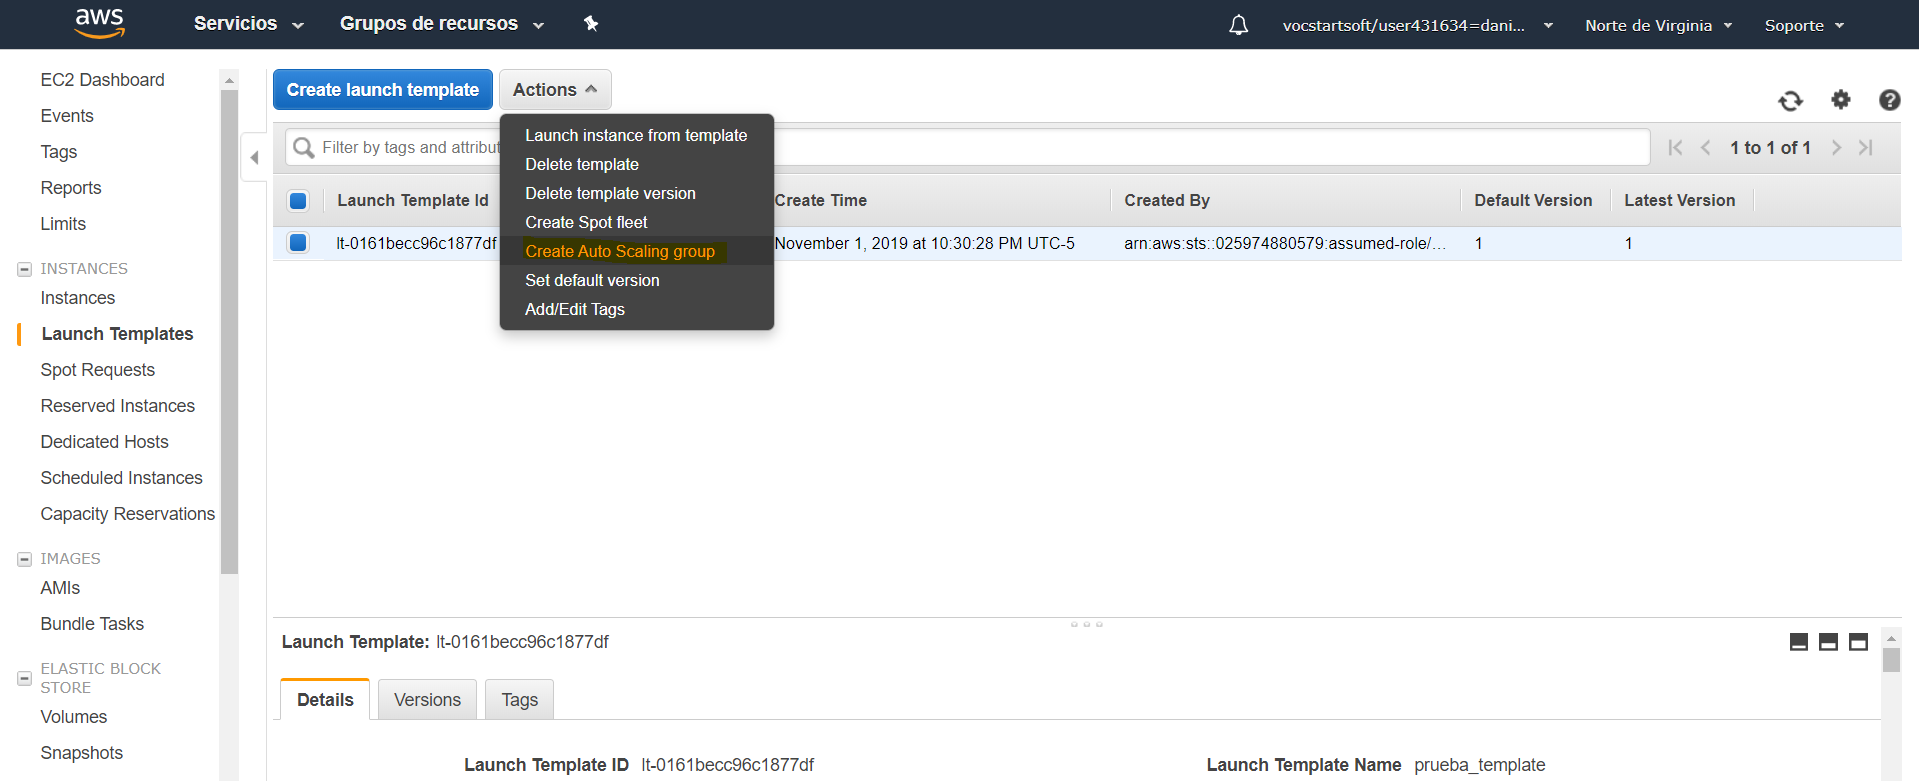 aws Servicios Grupos de recursos vocstartsoft/user431634=dani... Norte de Virginia Soporte
EC2 Dashboard
Events
Tags
Reports
Limits
INSTANCES
Instances
Launch Templates
Spot Requests
Reserved Instances
Dedicated Hosts
Scheduled Instances
Capacity Reservations
IMAGES
AMIs
Bundle Tasks
ELASTIC BLOCK
STORE
Volumes
Snapshots
Create launch template Actions
Launch instance from template
Delete template
Delete template version
Create Spot fleet
Create Auto Scaling group
Set default version
Add/Edit Tags
Filter by tags and attribut 1 to 1 of 1
Launch Template Id Create Time Created By Default Version Latest Version
lt-0161becc96c1877df November 1, 2019 at 10:30:28 PM UTC-5 arn:aws:sts::025974880579:assumed-role/... 1 1
Launch Template: lt-0161becc96c1877df
Details Versions Tags
Launch Template ID lt-0161becc96c1877df Launch Template Name prueba_template